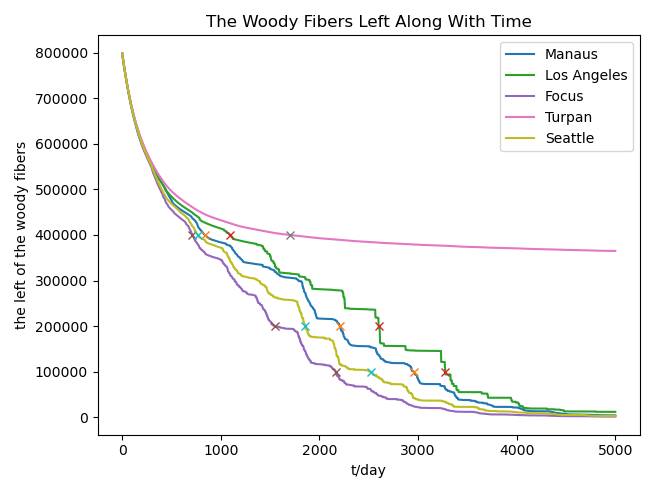 The Woody Fibers Left Along With Time
the left of the woody fibers
800000
700000
600000
500000
400000
300000
200000
100000
0
Manaus
Los Angeles
Focus
Turpan
Seattle
0 1000 2000 3000 4000 5000
t/day